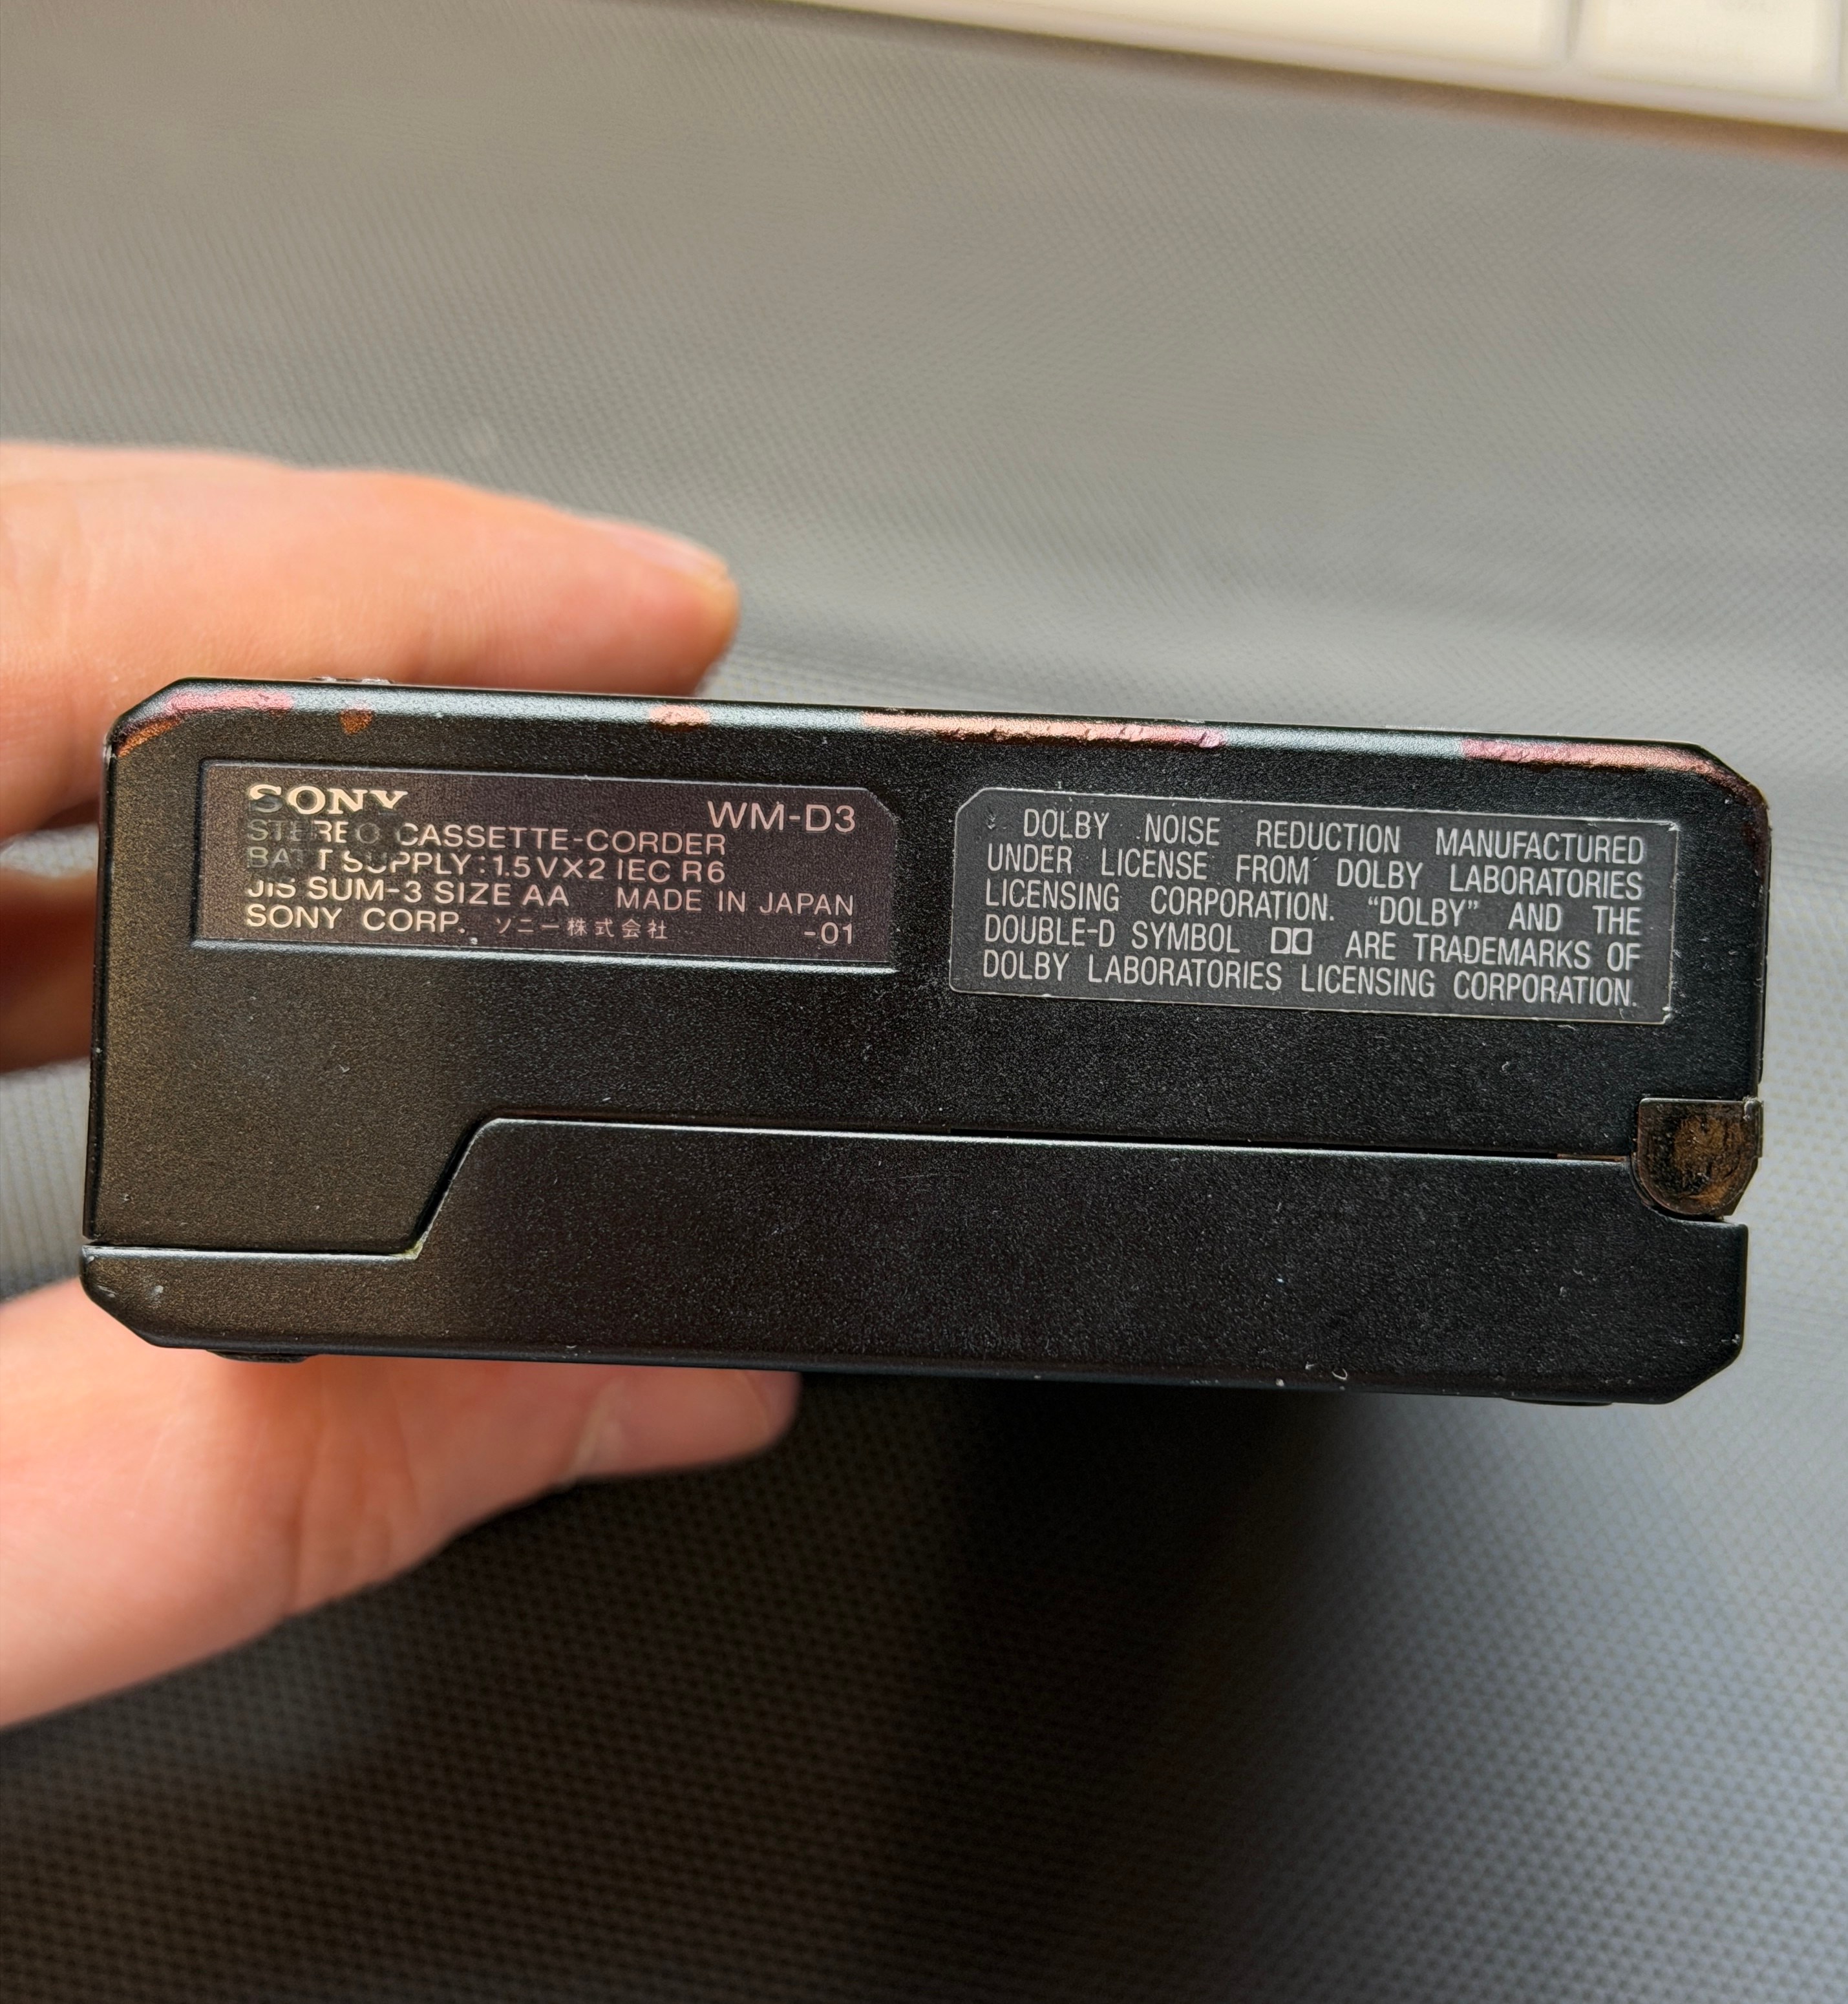 SONY WM-D3
STEREO CASSETTE-CORDER
BATT SUPPLY:1.5VX2 IEC R6
JIS SUM-3 SIZE AA MADE IN JAPAN
SONY CORP. ソニー株式会社 -01
DOLBY NOISE REDUCTION MANUFACTURED
UNDER LICENSE FROM DOLBY LABORATORIES
LICENSING CORPORATION. “DOLBY” AND THE
DOUBLE-D SYMBOL ARE TRADEMARKS OF
DOLBY LABORATORIES LICENSING CORPORATION.